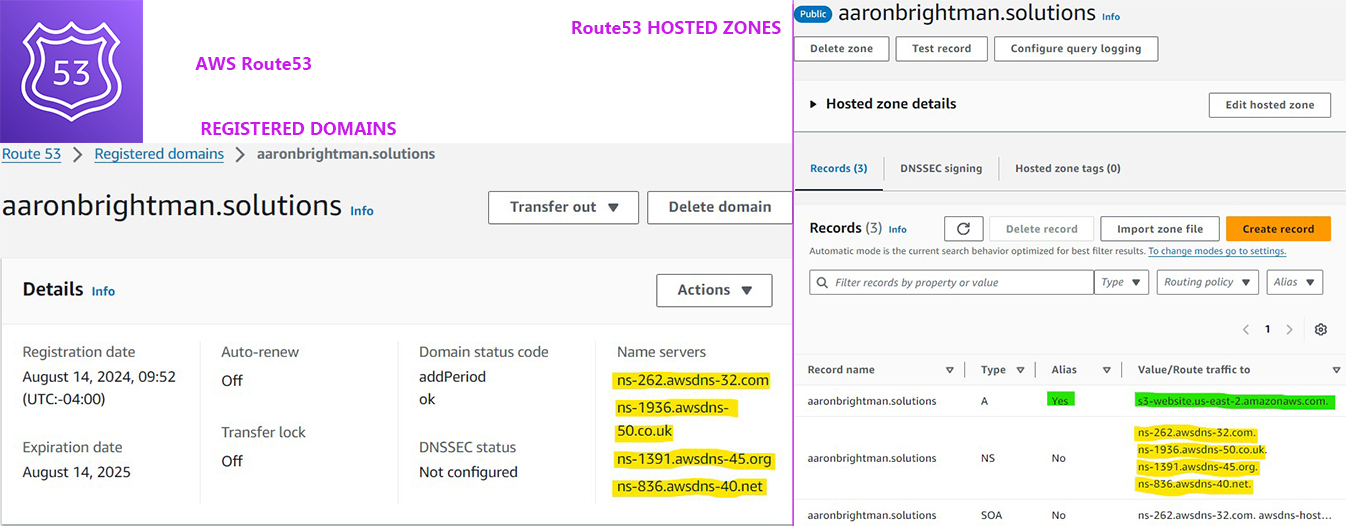 53
AWS Route53
REGISTERED DOMAINS
Route53 HOSTED ZONES
Route 53 > Registered domains > aaronbrightman.solutions
aaronbrightman.solutions Info
Transfer out ▼
Delete domain
Details Info
Actions ▼
Registration date
August 14, 2024, 09:52
(UTC:-04:00)
Expiration date
August 14, 2025
Auto-renew
Off
Transfer lock
Off
Domain status code
addPeriod
ok
DNSSEC status
Not configured
Name servers
ns-262.awsdns-32.com
ns-1936.awsdns-
50.co.uk
ns-1391.awsdns-45.org
ns-836.awsdns-40.net
Public aaronbrightman.solutions Info
Delete zone
Test record
Configure query logging
Hosted zone details
Edit hosted zone
Records (3)
DNSSEC signing
Hosted zone tags (0)
Records (3) Info
Delete record
Import zone file
Create record
Automatic mode is the current search behavior optimized for best filter results. To change modes go to settings.
Filter records by property or value
Type ▼
Routing policy ▼
Alias ▼
< 1 >
Record name Type Alias Value/Route traffic to
aaronbrightman.solutions A Yes s3-website.us-east-2.amazonaws.com.
aaronbrightman.solutions NS No
ns-262.awsdns-32.com.
ns-1936.awsdns-50.co.uk.
ns-1391.awsdns-45.org.
ns-836.awsdns-40.net.
aaronbrightman.solutions SOA No ns-262.awsdns-32.com. awsdns-host...